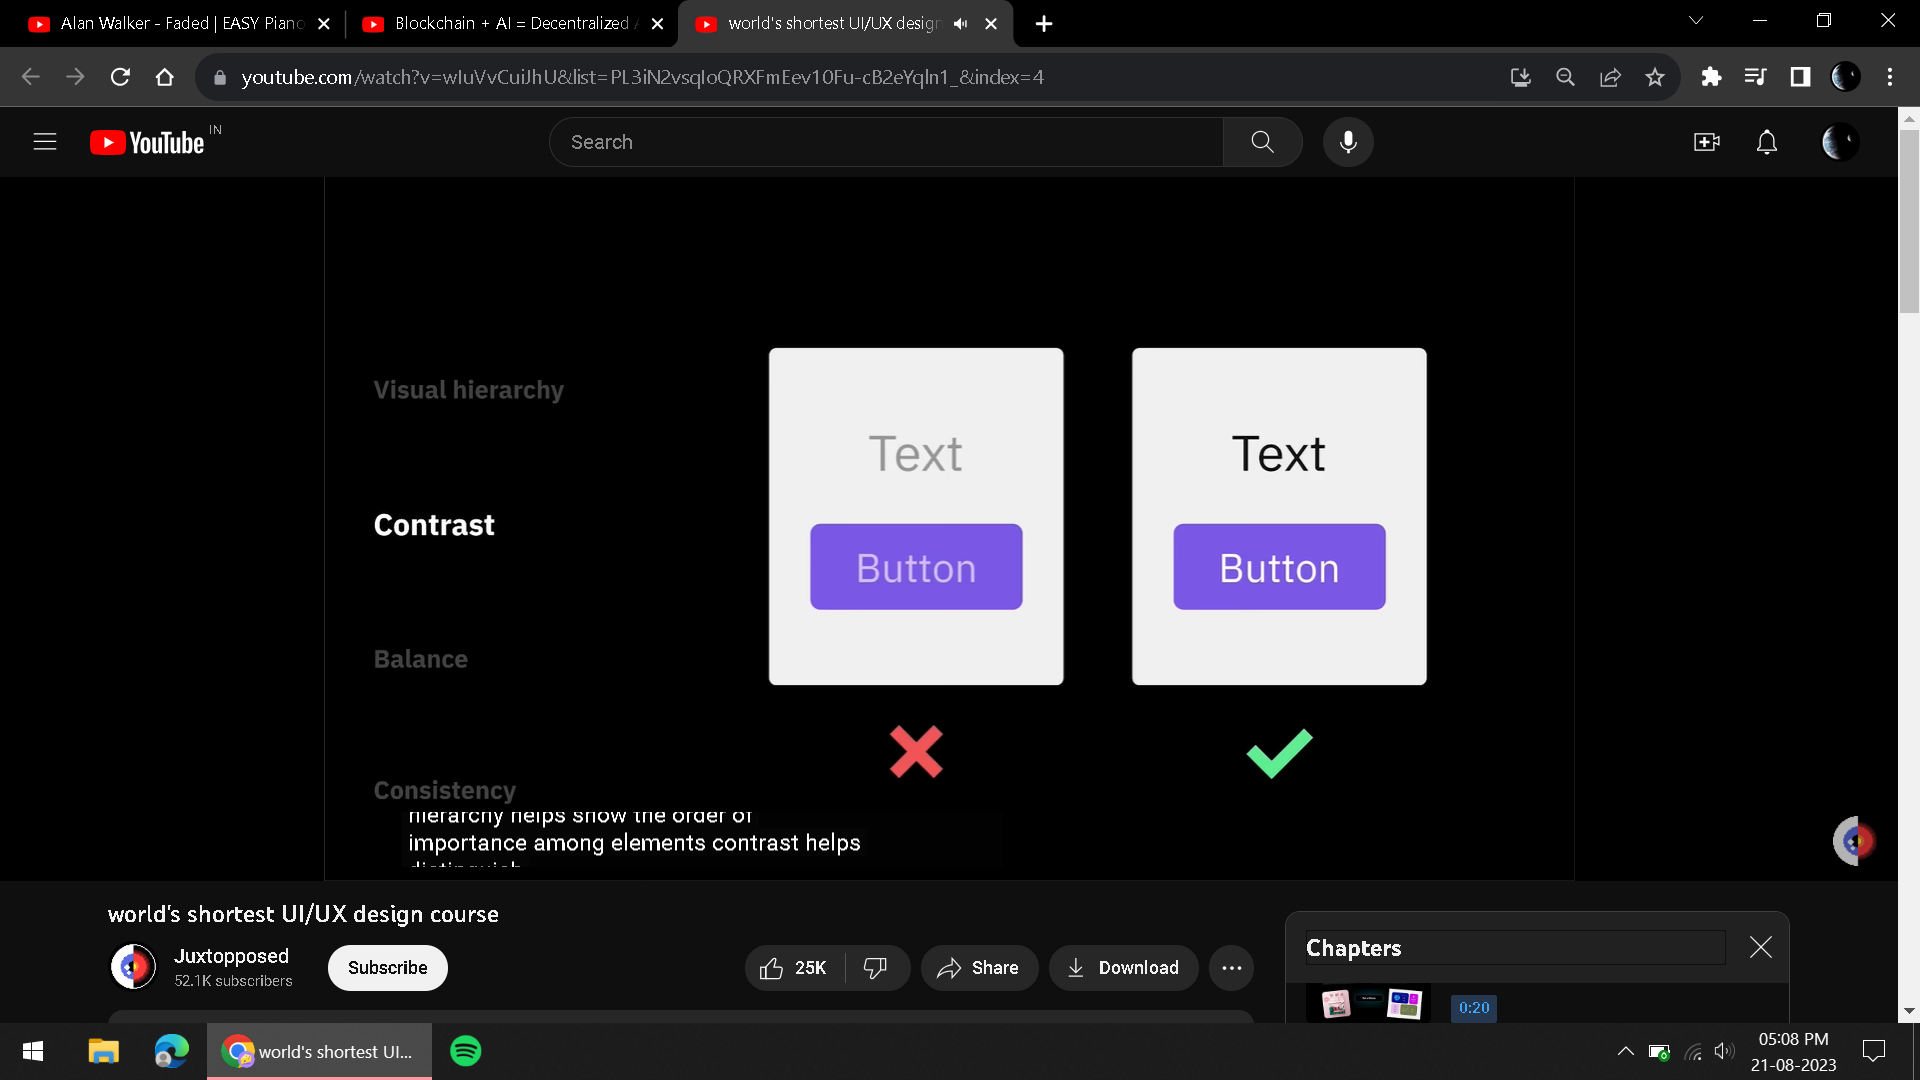 Alan Walker - Faded | EASY Piano
Blockchain + AI = Decentralized
world's shortest UI/UX design
youtube.com/watch?v=wIuVvCuiJhU&list=PL3iN2vsqIoQRXFmEev10Fu-cB2eYqln1_&index=4
YouTube IN
Search
Visual hierarchy
Contrast
Balance
Consistency
Text
Button
Text
Button
hierarchy helps show the order of
importance among elements contrast helps
distinguish
world's shortest UI/UX design course
Juxtopposed
52.1K subscribers
Subscribe
25K
Share
Download
Chapters
0:20
world's shortest UI...
05:08 PM
21-08-2023